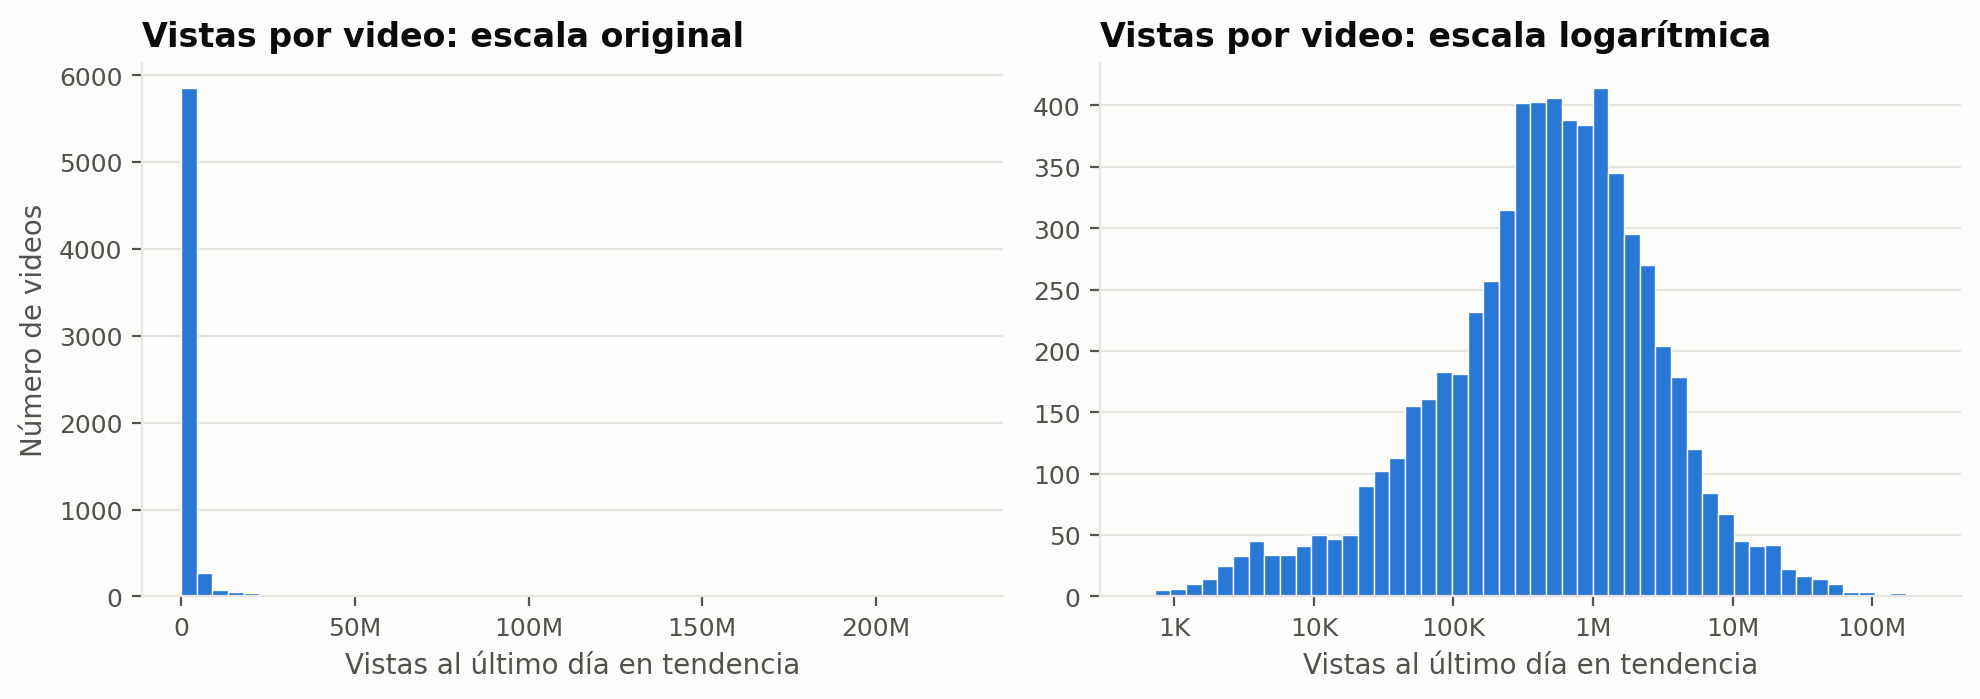 Vistas por video: escala original
6000
5000
4000
3000
2000
1000
0
Número de videos
0 50M 100M 150M 200M
Vistas al último día en tendencia
Vistas por video: escala logarítmica
400
350
300
250
200
150
100
50
0
1K 10K 100K 1M 10M 100M
Vistas al último día en tendencia